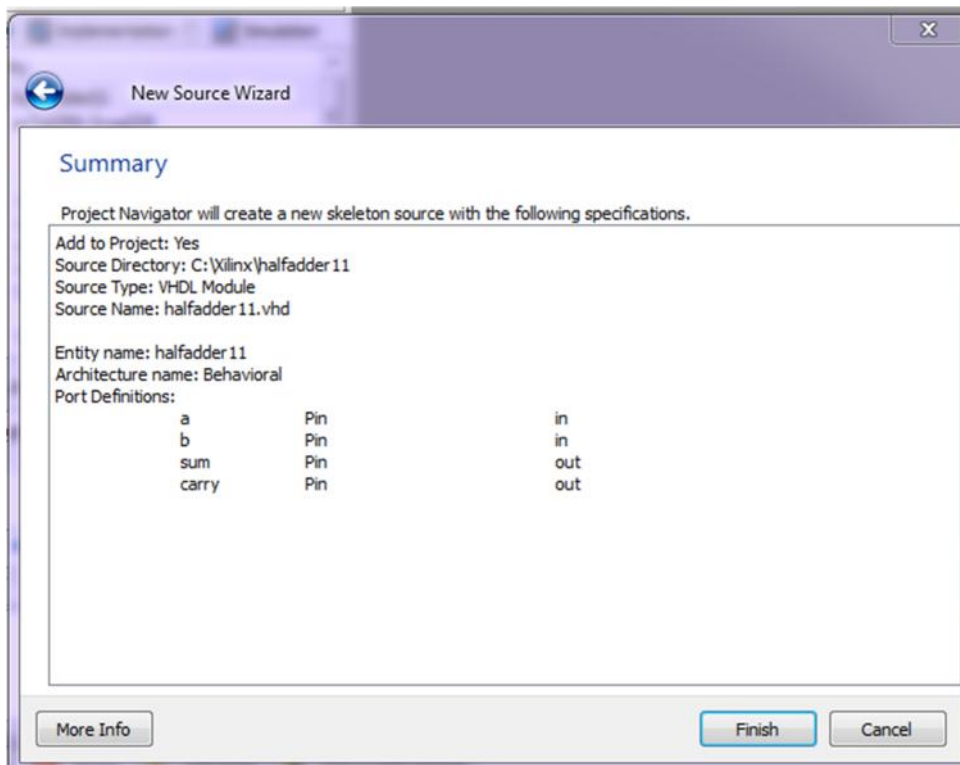 New Source Wizard
Summary
Project Navigator will create a new skeleton source with the following specifications.
Add to Project: Yes
Source Directory: C:\Xilinx\halfadder11
Source Type: VHDL Module
Source Name: halfadder11.vhd
Entity name: halfadder11
Architecture name: Behavioral
Port Definitions:
a Pin in
b Pin in
sum Pin out
carry Pin out
More Info Finish Cancel